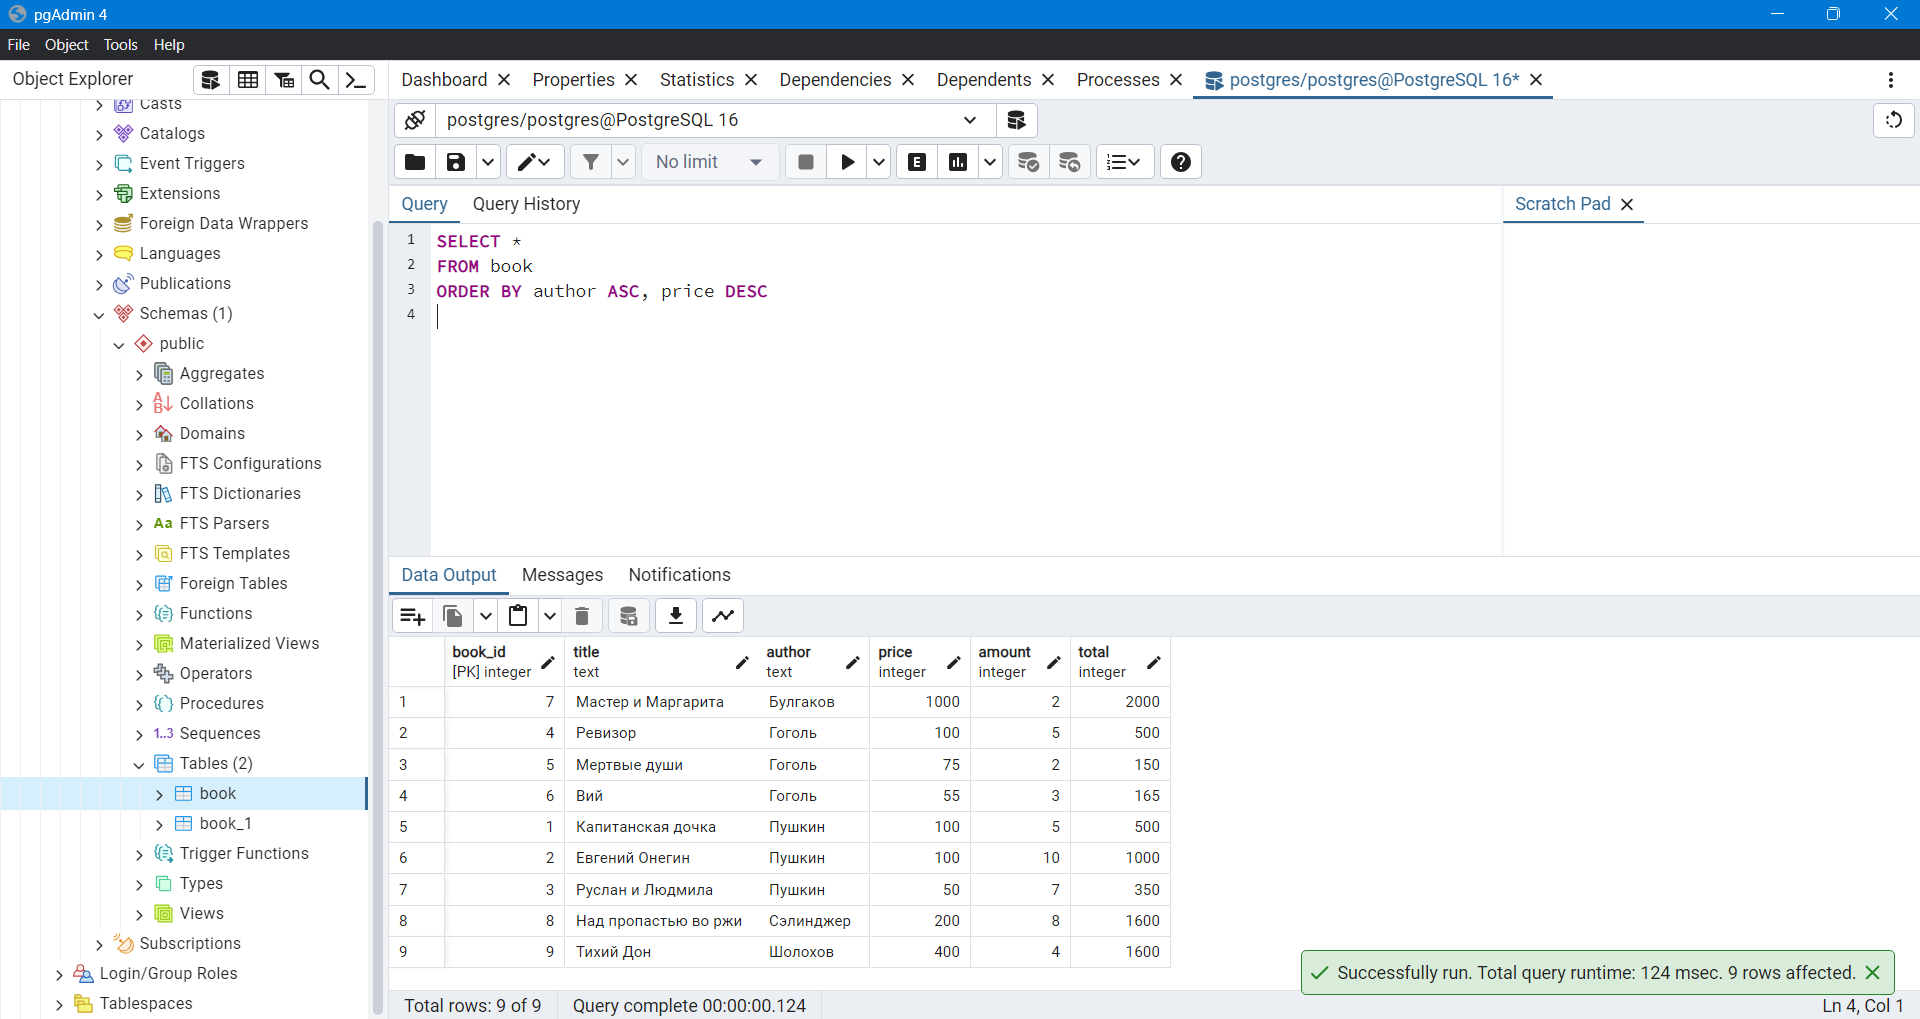 pgAdmin 4
File Object Tools Help
Object Explorer
Dashboard Properties Statistics Dependencies Dependents Processes postgres/postgres@PostgreSQL 16*
postgres/postgres@PostgreSQL 16
No limit
E
Query Query History
Scratch Pad
1 SELECT *
2 FROM book
3 ORDER BY author ASC, price DESC
4
Casts
Catalogs
Event Triggers
Extensions
Foreign Data Wrappers
Languages
Publications
Schemas (1)
public
Aggregates
Collations
Domains
FTS Configurations
FTS Dictionaries
Aa FTS Parsers
FTS Templates
Foreign Tables
Functions
Materialized Views
Operators
Procedures
1..3 Sequences
Tables (2)
book
book_1
Trigger Functions
Types
Views
Subscriptions
Login/Group Roles
Tablespaces
Data Output Messages Notifications
book_id title author price amount total
[PK] integer text text integer integer integer
1 7 Мастер и Маргарита Булгаков 1000 2 2000
2 4 Ревизор Гоголь 100 5 500
3 5 Мертвые души Гоголь 75 2 150
4 6 Вий Гоголь 55 3 165
5 1 Капитанская дочка Пушкин 100 5 500
6 2 Евгений Онегин Пушкин 100 10 1000
7 3 Руслан и Людмила Пушкин 50 7 350
8 8 Над пропастью во ржи Сэлинджер 200 8 1600
9 9 Тихий Дон Шолохов 400 4 1600
Successfully run. Total query runtime: 124 msec. 9 rows affected.
Total rows: 9 of 9 Query complete 00:00:00.124
Ln 4, Col 1